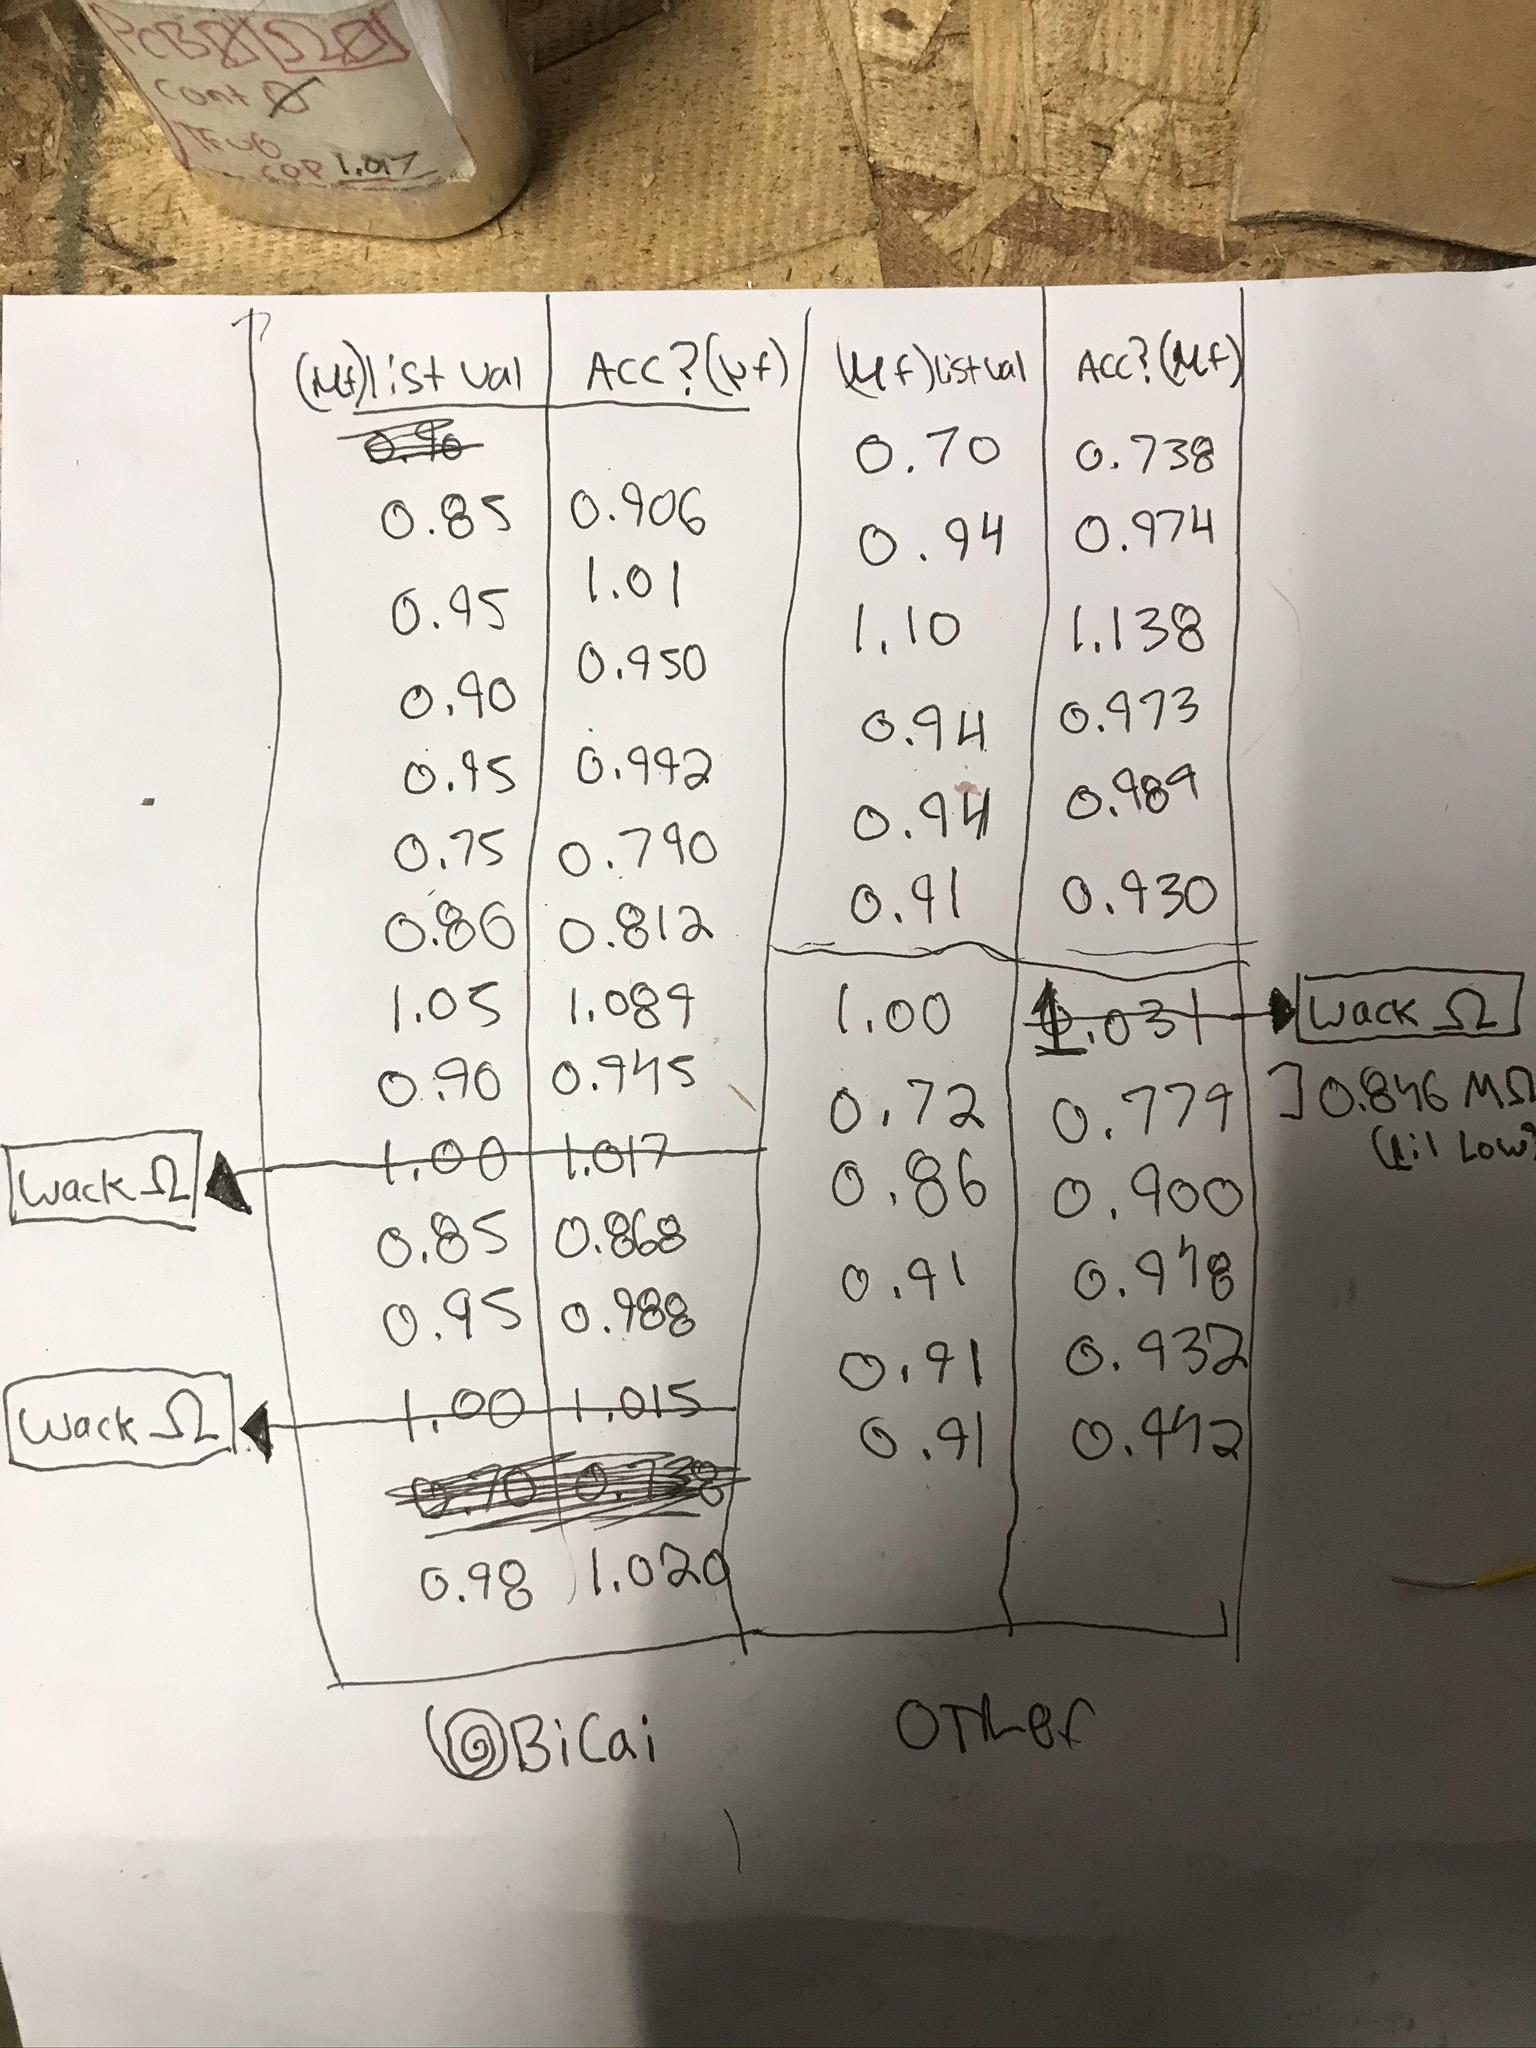 PCB
Cont
COP 1.017
(Mf) list val ACC? (μf) (μf) list val ACC? (Mf)
0.90
0.70 0.738
0.85 0.906
0.94 0.974
0.95 1.01
1.10 1.138
0.90 0.950
0.94 0.973
0.95 0.992
0.94 0.989
0.75 0.790
0.91 0.930
0.86 0.812
1.05 1.089
1.00 1.031 Wack Ω
0.90 0.945
0.72 0.779 ] 0.846 MΩ
(Lil Low?
Wack Ω 1.00 1.017
0.86 0.900
0.85 0.868
0.91 0.948
0.95 0.988
0.91 0.932
Wack Ω 1.00 1.015
0.91 0.942
0.70 0.738
0.98 1.020
BiCai OTHer